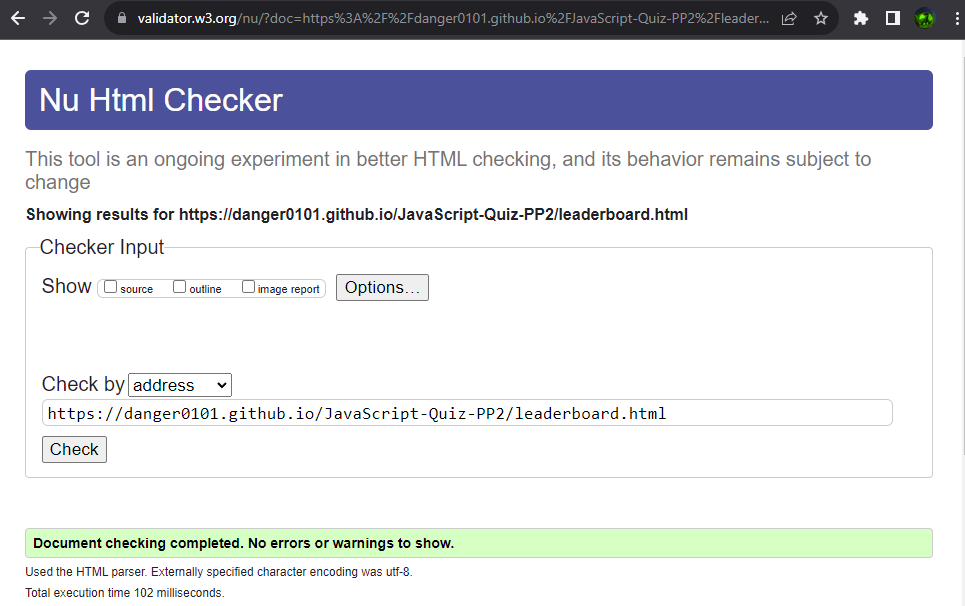 validator.w3.org/nu/?doc=https%3A%2F%2Fdanger0101.github.io%2FJavaScript-Quiz-PP2%2Fleader...
Nu Html Checker
This tool is an ongoing experiment in better HTML checking, and its behavior remains subject to
change
Showing results for https://danger0101.github.io/JavaScript-Quiz-PP2/leaderboard.html
Checker Input
Show source outline image report Options...
Check by address
https://danger0101.github.io/JavaScript-Quiz-PP2/leaderboard.html
Check
Document checking completed. No errors or warnings to show.
Used the HTML parser. Externally specified character encoding was utf-8.
Total execution time 102 milliseconds.